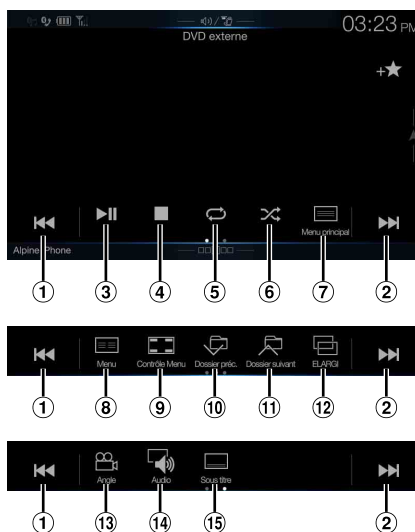 03:23 PM
DVD externe
Menu principal
Alpine Phone
1 3 4 5 6 7 2
Menu Contrôle Menu Dossier préc. Dossier suivant ELARGI
1 8 9 10 11 12 2
Angle Audio Sous titre
1 13 14 15 2